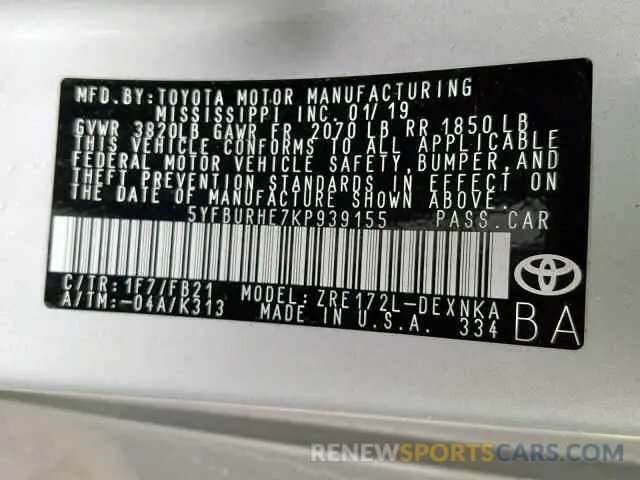 MFD. BY: TOYOTA MOTOR MANUFACTURING
MISSISSIPPI INC. 01/19
GVWR 3820LB GAWR FR 2070 LB RR 1850 LB
THIS VEHICLE CONFORMS TO ALL APPLICABLE
FEDERAL MOTOR VEHICLE SAFETY, BUMPER, AND
THEFT PREVENTION STANDARDS IN EFFECT ON
THE DATE OF MANUFACTURE SHOWN ABOVE.
5YFBURHE7KP939155 PASS. CAR
C/TR: 1F7/FB21 MODEL: ZRE172L-DEXNKA
A/TM: -04A/K313 MADE IN U.S.A. 334
BA
RENEWSPORTSCARS.COM